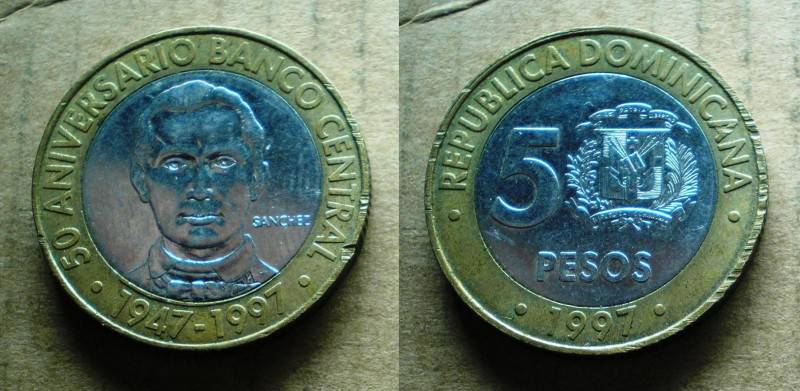 50 ANIVERSARIO BANCO CENTRAL
SANCHEZ
1947-1997
REPUBLICA DOMINICANA
5
PESOS
1997